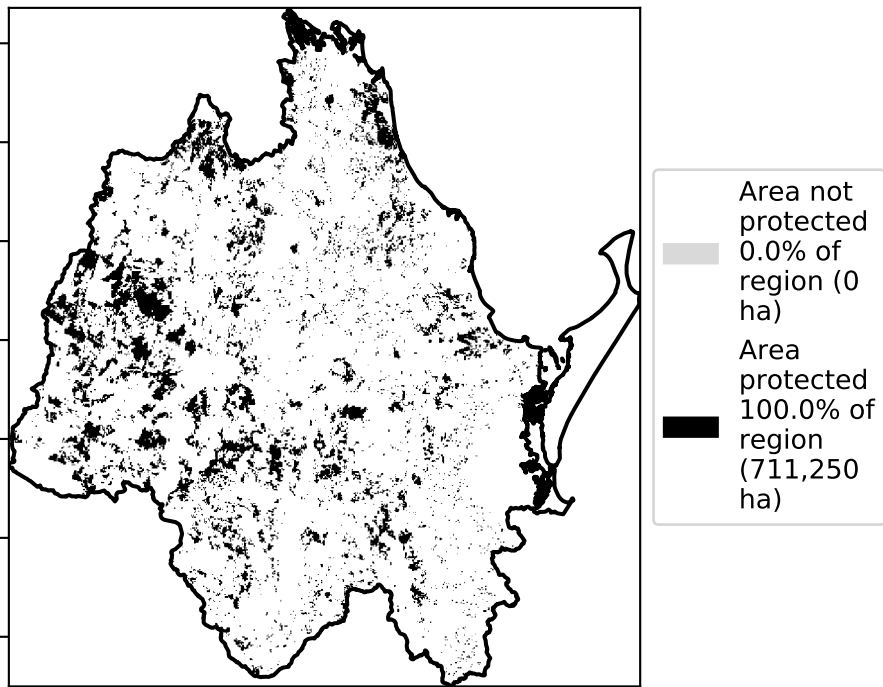 Area not
protected
0.0% of
region (0
ha)
Area
protected
100.0% of
region
(711,250
ha)